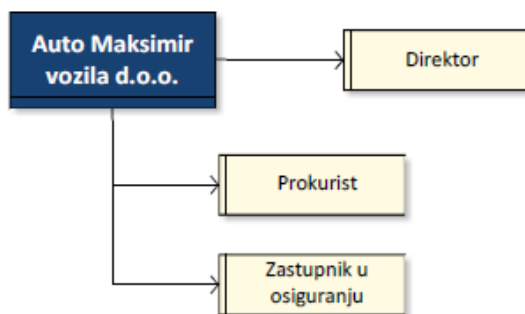 Auto Maksimir
vozila d.o.o.
Direktor
Prokurist
Zastupnik u
osiguranju